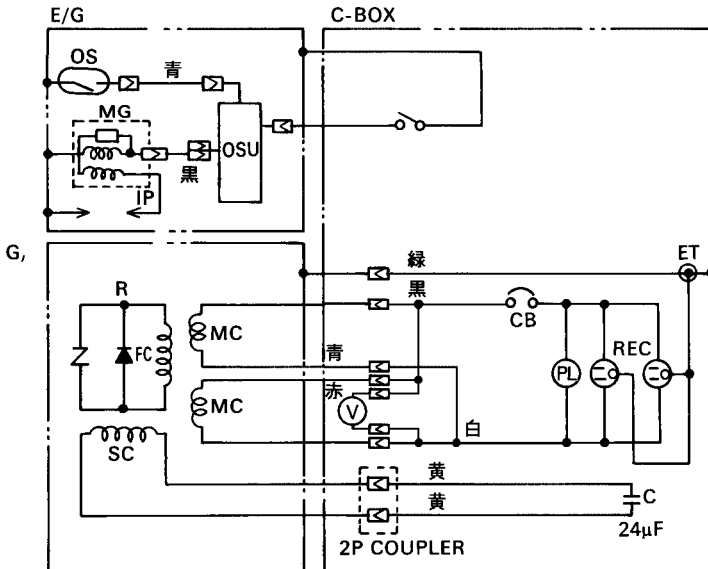 E/G
C-BOX
OS
青
MG
OSU
黒
IP
G,
緑
ET
R
黒
CB
MC
FC
REC
青
PL
赤
MC
V
白
SC
黄
黄
C
24μF
2P COUPLER